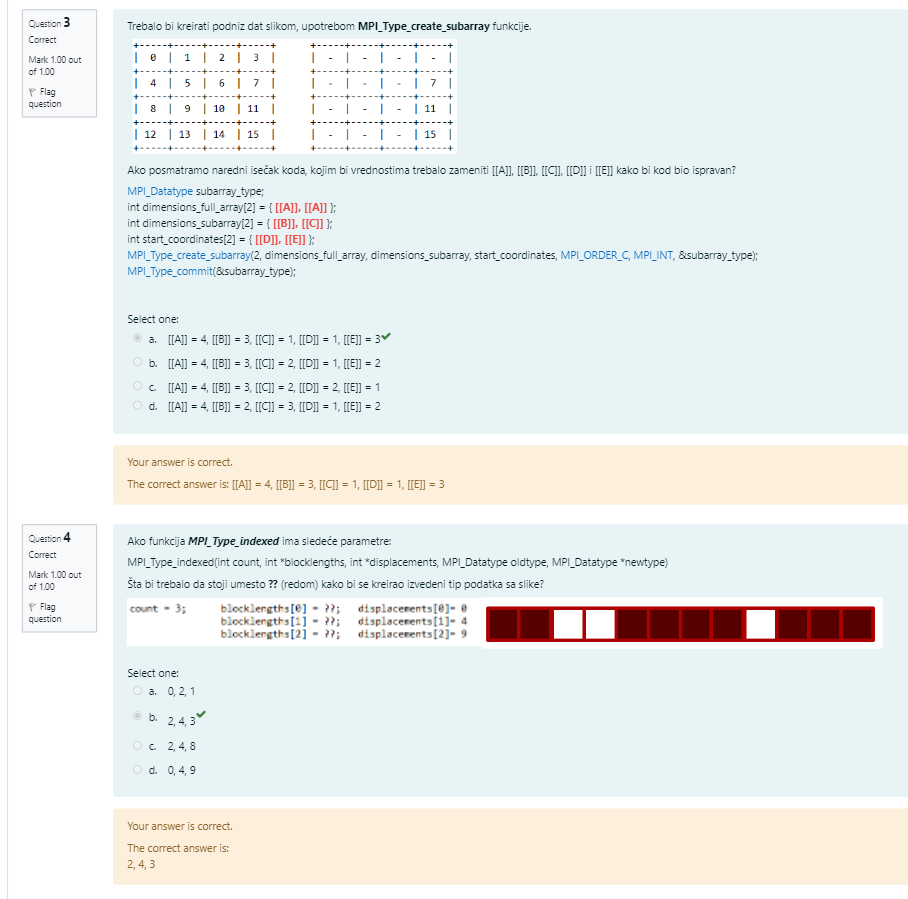 Question 3
Correct
Mark 1.00 out
of 1.00
Flag
question
Trebalo bi kreirati podniz dat slikom, upotrebom MPI_Type_create_subarray funkcije.
+-----+-----+-----+-----+ +-----+-----+-----+-----+
| 0 | 1 | 2 | 3 | | - | - | - | - |
+-----+-----+-----+-----+ +-----+-----+-----+-----+
| 4 | 5 | 6 | 7 | | - | - | - | 7 |
+-----+-----+-----+-----+ +-----+-----+-----+-----+
| 8 | 9 | 10 | 11 | | - | - | - | 11 |
+-----+-----+-----+-----+ +-----+-----+-----+-----+
| 12 | 13 | 14 | 15 | | - | - | - | 15 |
+-----+-----+-----+-----+ +-----+-----+-----+-----+
Ako posmatramo naredni isečak koda, kojim bi vrednostima trebalo zameniti [[A]], [[B]], [[C]], [[D]] i [[E]] kako bi kod bio ispravan?
MPI_Datatype subarray_type;
int dimensions_full_array[2] = { [[A]], [[A]] };
int dimensions_subarray[2] = { [[B]], [[C]] };
int start_coordinates[2] = { [[D]], [[E]] };
MPI_Type_create_subarray(2, dimensions_full_array, dimensions_subarray, start_coordinates, MPI_ORDER_C, MPI_INT, &subarray_type);
MPI_Type_commit(&subarray_type);
Select one:
a. [[A]] = 4, [[B]] = 3, [[C]] = 1, [[D]] = 1, [[E]] = 3
b. [[A]] = 4, [[B]] = 3, [[C]] = 2, [[D]] = 1, [[E]] = 2
c. [[A]] = 4, [[B]] = 3, [[C]] = 2, [[D]] = 2, [[E]] = 1
d. [[A]] = 4, [[B]] = 2, [[C]] = 3, [[D]] = 1, [[E]] = 2
Your answer is correct.
The correct answer is: [[A]] = 4, [[B]] = 3, [[C]] = 1, [[D]] = 1, [[E]] = 3
Question 4
Correct
Mark 1.00 out
of 1.00
Flag
question
Ako funkcija MPI_Type_indexed ima sledeće parametre:
MPI_Type_indexed(int count, int *blocklengths, int *displacements, MPI_Datatype oldtype, MPI_Datatype *newtype)
Šta bi trebalo da stoji umesto ?? (redom) kako bi se kreirao izvedeni tip podatka sa slike?
count = 3; blocklengths[0] = ??; displacements[0]= 0
blocklengths[1] = ??; displacements[1]= 4
blocklengths[2] = ??; displacements[2]= 9
Select one:
a. 0, 2, 1
b. 2, 4, 3
c. 2, 4, 8
d. 0, 4, 9
Your answer is correct.
The correct answer is:
2, 4, 3